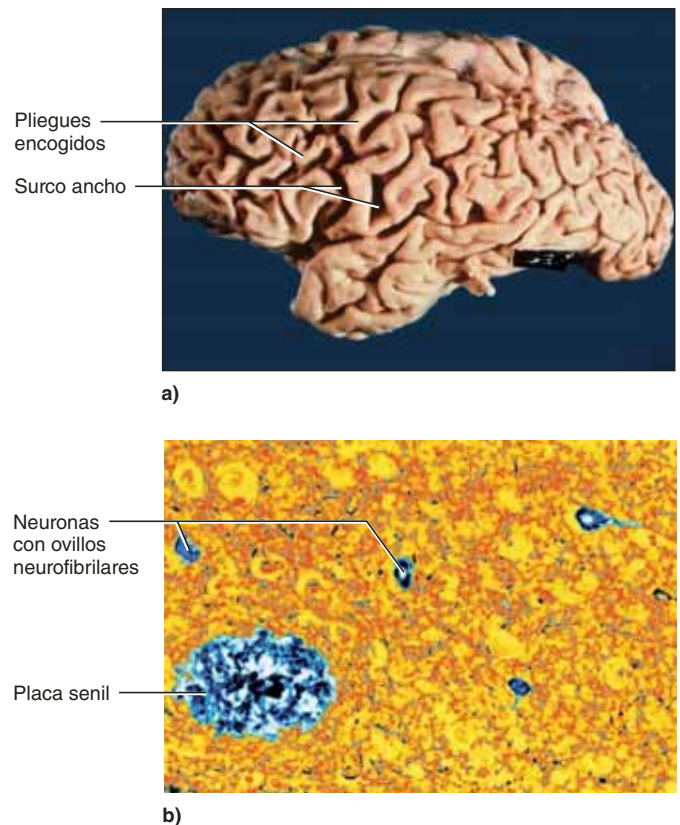 Pliegues
encogidos
Surco ancho
a)
Neuronas
con ovillos
neurofibrilares
Placa senil
b)